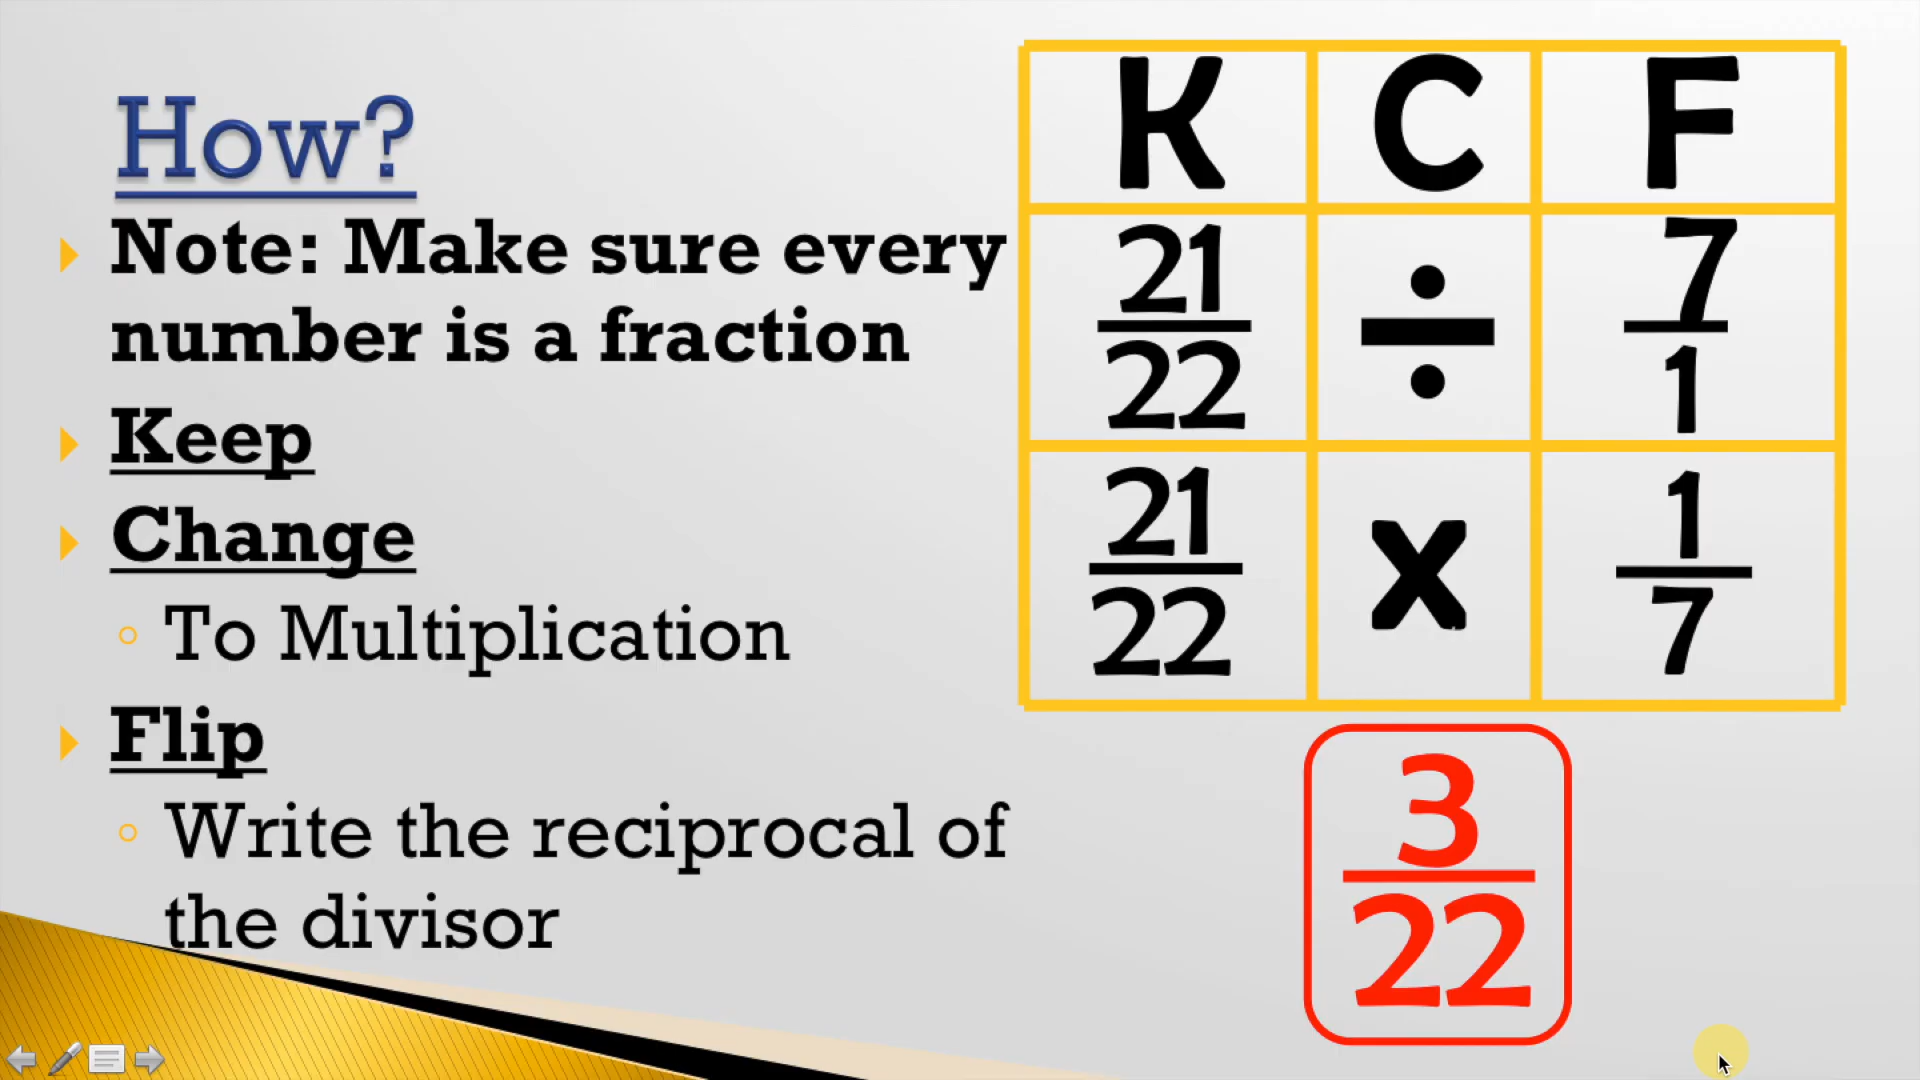 How?
Note: Make sure every
number is a fraction
Keep
Change
To Multiplication
Flip
Write the reciprocal of
the divisor
K C F
21/22 ÷ 7/1
21/22 x 1/7
3/22